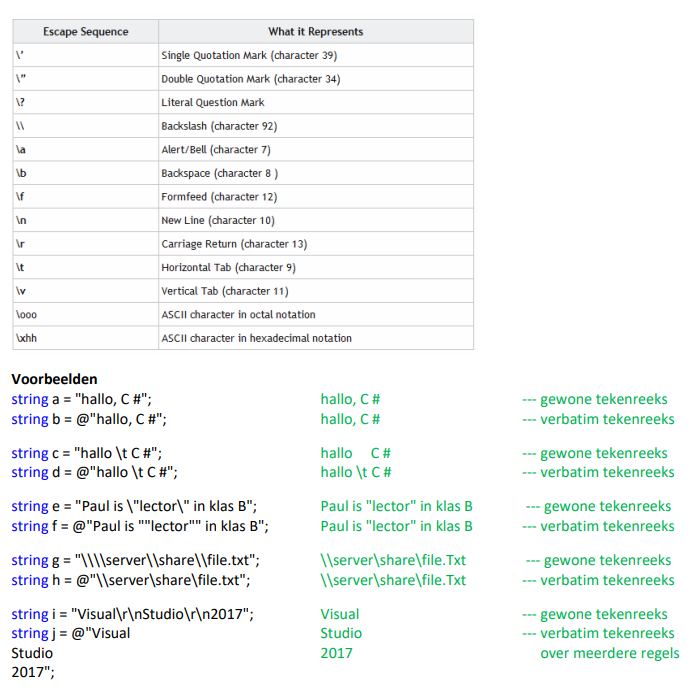 Escape Sequence What it Represents
\’ Single Quotation Mark (character 39)
\” Double Quotation Mark (character 34)
\? Literal Question Mark
\\ Backslash (character 92)
\a Alert/Bell (character 7)
\b Backspace (character 8 )
\f Formfeed (character 12)
\n New Line (character 10)
\r Carriage Return (character 13)
\t Horizontal Tab (character 9)
\v Vertical Tab (character 11)
\ooo ASCII character in octal notation
\xhh ASCII character in hexadecimal notation
Voorbeelden
string a = "hallo, C #"; hallo, C # --- gewone tekenreeks
string b = @"hallo, C #"; hallo, C # --- verbatim tekenreeks
string c = "hallo \t C #"; hallo C # --- gewone tekenreeks
string d = @"hallo \t C #"; hallo \t C # --- verbatim tekenreeks
string e = "Paul is \"lector\" in klas B"; Paul is "lector" in klas B --- gewone tekenreeks
string f = @"Paul is ""lector"" in klas B"; Paul is "lector" in klas B --- verbatim tekenreeks
string g = "\\\\server\\share\\file.txt"; \\server\share\file.Txt --- gewone tekenreeks
string h = @"\\server\share\file.txt"; \\server\share\file.Txt --- verbatim tekenreeks
string i = "Visual\r\nStudio\r\n2017"; Visual --- gewone tekenreeks
string j = @"Visual Studio --- verbatim tekenreeks
Studio 2017 over meerdere regels
2017";